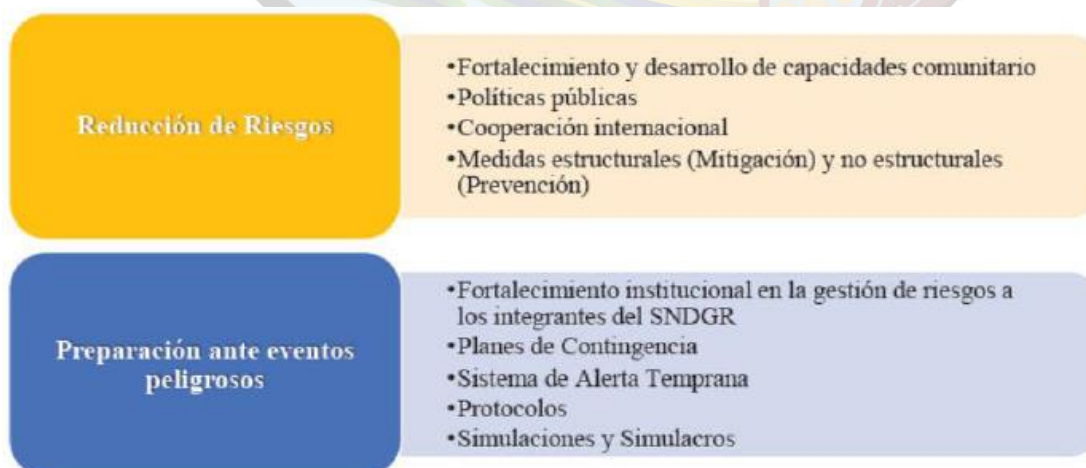 Reducción de Riesgos
•Fortalecimiento y desarrollo de capacidades comunitario
•Políticas públicas
•Cooperación internacional
•Medidas estructurales (Mitigación) y no estructurales
(Prevención)
Preparación ante eventos
peligrosos
•Fortalecimiento institucional en la gestión de riesgos a
los integrantes del SNDGR
•Planes de Contingencia
•Sistema de Alerta Temprana
•Protocolos
•Simulaciones y Simulacros